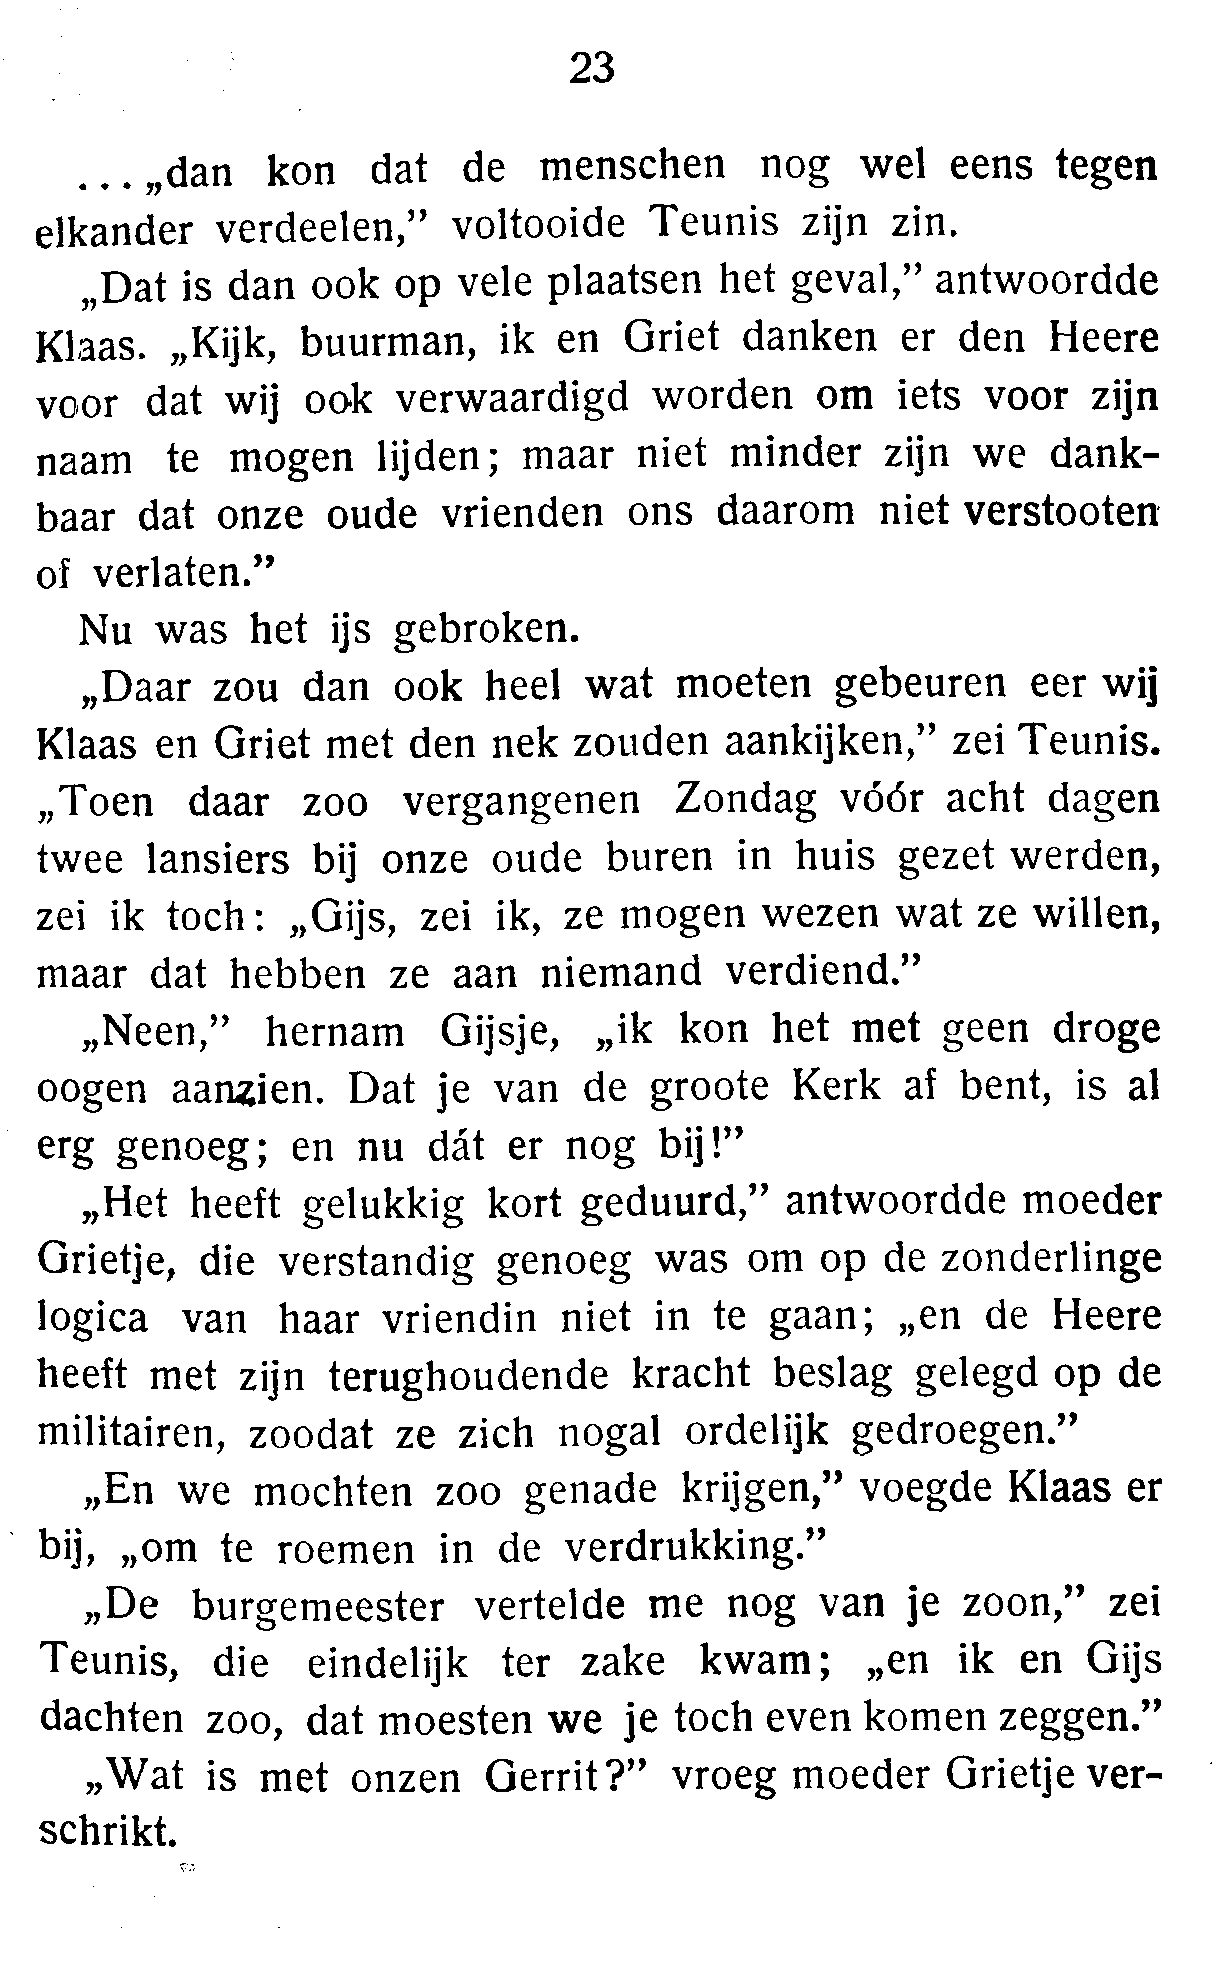 23
... „dan kon dat de menschen nog wel eens tegen
elkander verdeelen,” voltooide Teunis zijn zin.
„Dat is dan ook op vele plaatsen het geval,” antwoordde
Klaas. „Kijk, buurman, ik en Griet danken er den Heere
voor dat wij ook verwaardigd worden om iets voor zijn
naam te mogen lijden; maar niet minder zijn we dank-
baar dat onze oude vrienden ons daarom niet verstooten
of verlaten.”
Nu was het ijs gebroken.
„Daar zou dan ook heel wat moeten gebeuren eer wij
Klaas en Griet met den nek zouden aankijken,” zei Teunis.
„Toen daar zoo vergangenen Zondag vóór acht dagen
twee lansiers bij onze oude buren in huis gezet werden,
zei ik toch: „Gijs, zei ik, ze mogen wezen wat ze willen,
maar dat hebben ze aan niemand verdiend.”
„Neen,” hernam Gijsje, „ik kon het met geen droge
oogen aanzien. Dat je van de groote Kerk af bent, is al
erg genoeg; en nu dát er nog bij!”
„Het heeft gelukkig kort geduurd,” antwoordde moeder
Grietje, die verstandig genoeg was om op de zonderlinge
logica van haar vriendin niet in te gaan; „en de Heere
heeft met zijn terughoudende kracht beslag gelegd op de
militairen, zoodat ze zich nogal ordelijk gedroegen.”
„En we mochten zoo genade krijgen,” voegde Klaas er
bij, „om te roemen in de verdrukking.”
„De burgemeester vertelde me nog van je zoon,” zei
Teunis, die eindelijk ter zake kwam; „en ik en Gijs
dachten zoo, dat moesten we je toch even komen zeggen.”
„Wat is met onzen Gerrit?” vroeg moeder Grietje ver-
schrikt.